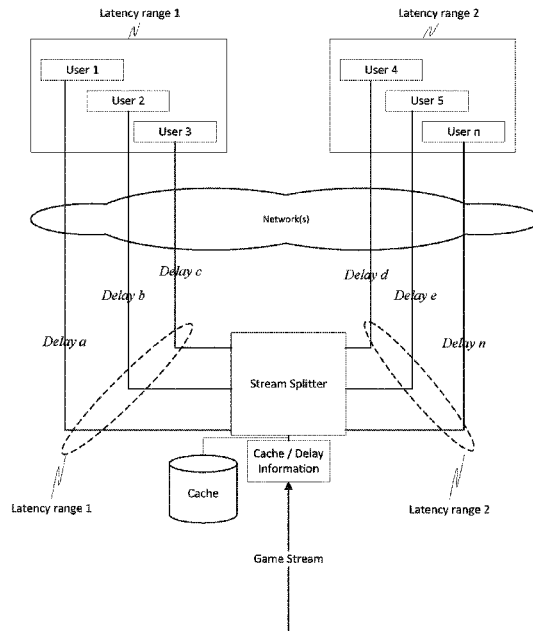 Latency range 1
Latency range 2
User 1
User 2
User 3
User 4
User 5
User n
Network(s)
Delay c
Delay d
Delay b
Delay e
Delay a
Delay n
Stream Splitter
Cache / Delay
Information
Cache
Latency range 1
Latency range 2
Game Stream